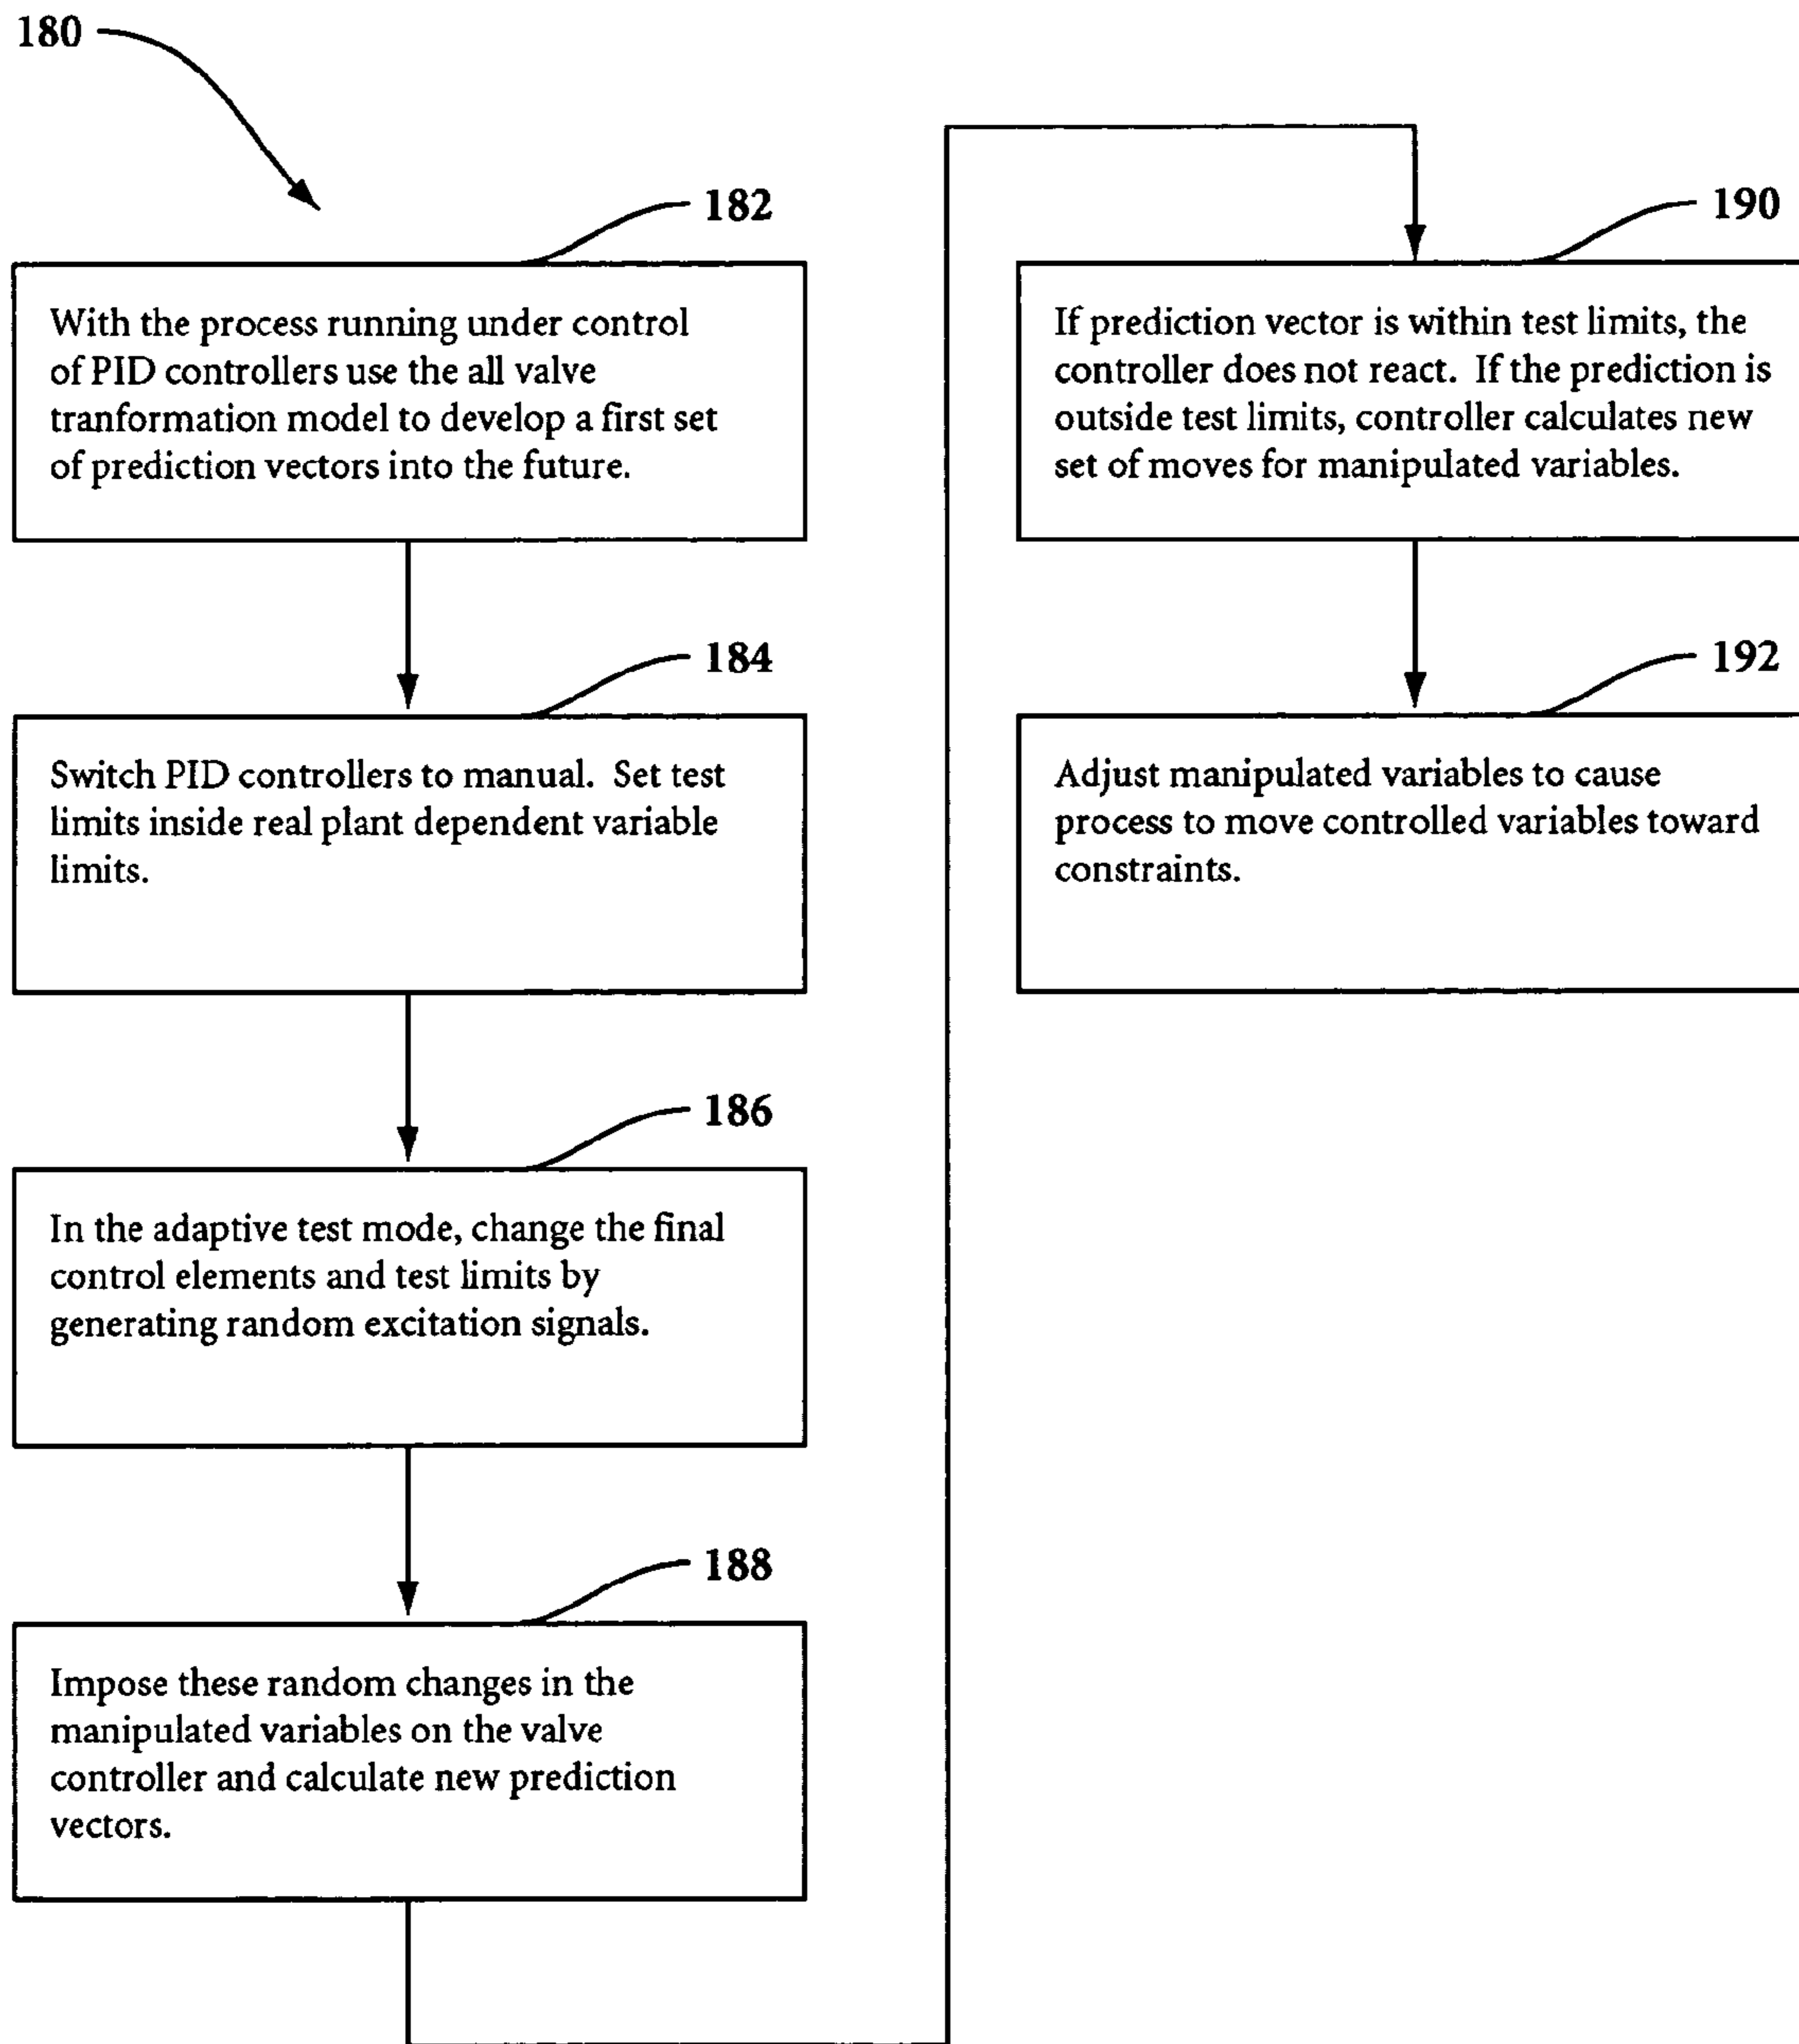 180
182
With the process running under control
of PID controllers use the all valve
tranformation model to develop a first set
of prediction vectors into the future.
184
Switch PID controllers to manual. Set test
limits inside real plant dependent variable
limits.
186
In the adaptive test mode, change the final
control elements and test limits by
generating random excitation signals.
188
Impose these random changes in the
manipulated variables on the valve
controller and calculate new prediction
vectors.
190
If prediction vector is within test limits, the
controller does not react. If the prediction is
outside test limits, controller calculates new
set of moves for manipulated variables.
192
Adjust manipulated variables to cause
process to move controlled variables toward
constraints.